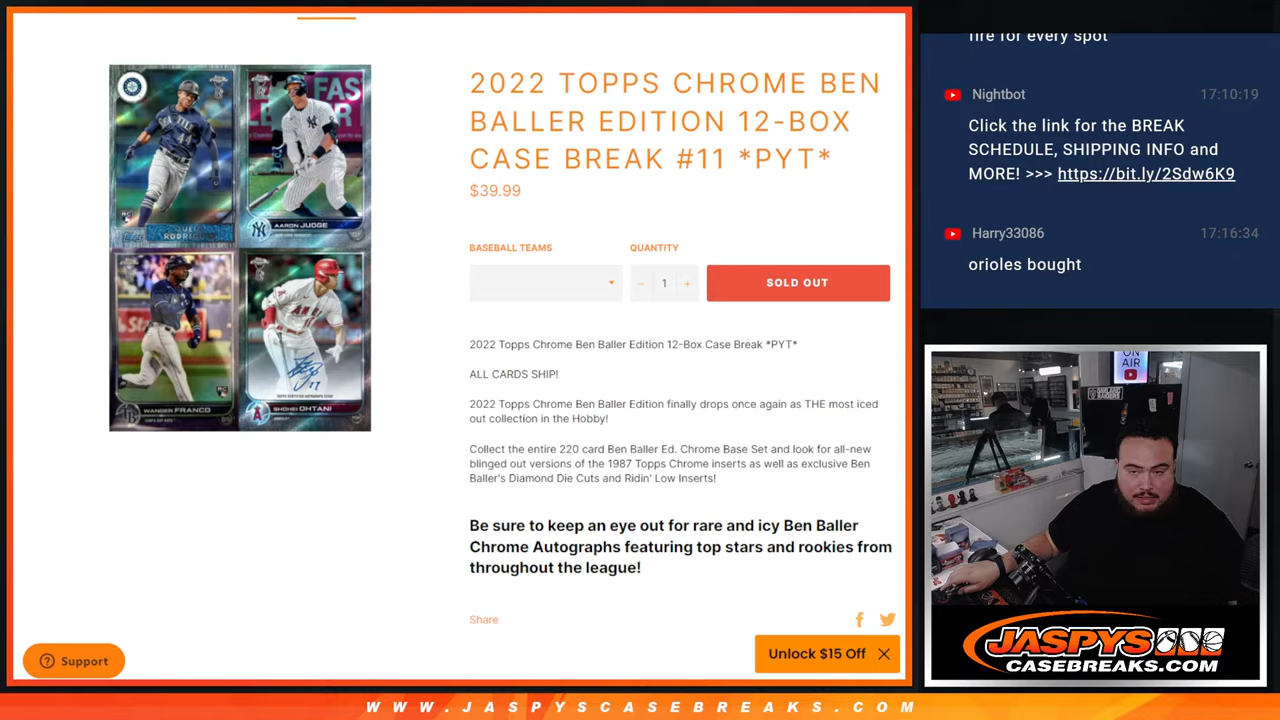 2022 TOPPS CHROME BEN
BALLER EDITION 12-BOX
CASE BREAK #11 *PYT*
$39.99
BASEBALL TEAMS
QUANTITY
− 1 +
SOLD OUT
2022 Topps Chrome Ben Baller Edition 12-Box Case Break *PYT*
ALL CARDS SHIP!
2022 Topps Chrome Ben Baller Edition finally drops once again as THE most iced
out collection in the Hobby!
Collect the entire 220 card Ben Baller Ed. Chrome Base Set and look for all-new
blinged out versions of the 1987 Topps Chrome inserts as well as exclusive Ben
Baller's Diamond Die Cuts and Ridin' Low Inserts!
Be sure to keep an eye out for rare and icy Ben Baller
Chrome Autographs featuring top stars and rookies from
throughout the league!
Share
Support
Unlock $15 Off
AARON JUDGE
WANDER FRANCO
SHOHEI OHTANI
fire for every spot
Nightbot 17:10:19
Click the link for the BREAK
SCHEDULE, SHIPPING INFO and
MORE! >>> https://bit.ly/2Sdw6K9
Harry33086 17:16:34
orioles bought
ON
AIR
JASPYS
CASEBREAKS.COM
WWW.JASPYSCASEBREAKS.COM